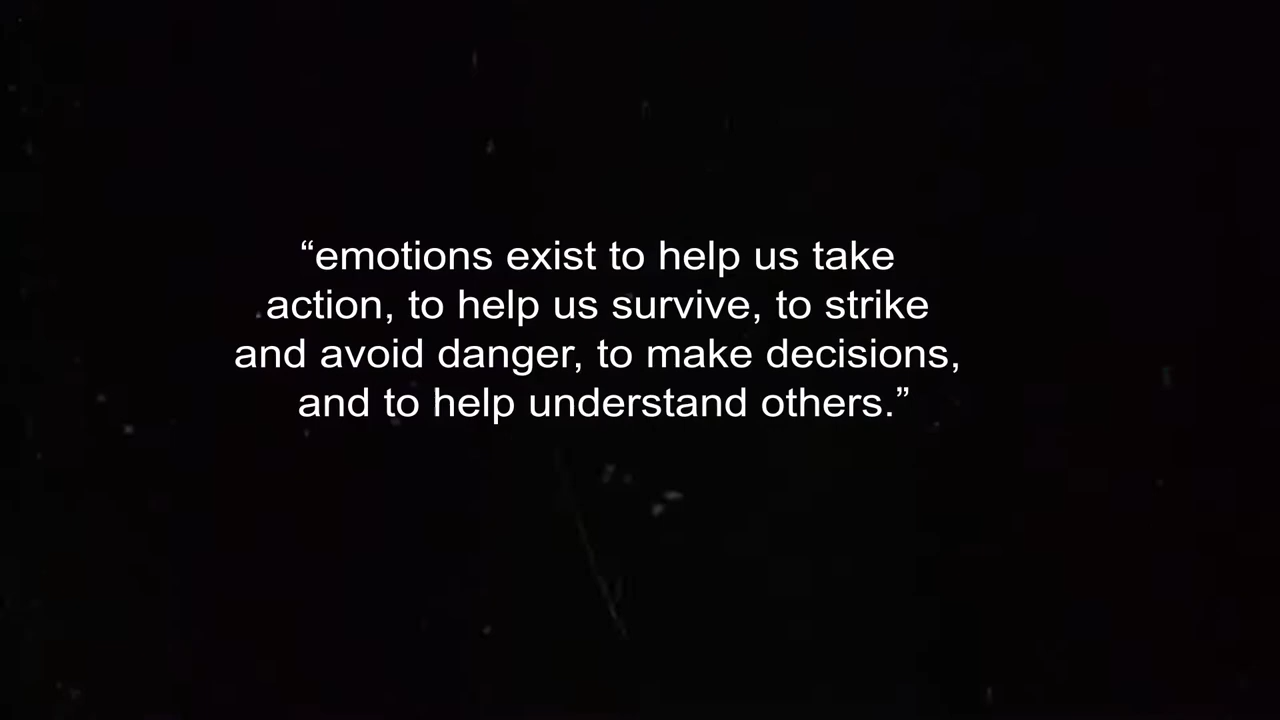 “emotions exist to help us take
action, to help us survive, to strike
and avoid danger, to make decisions,
and to help understand others.”